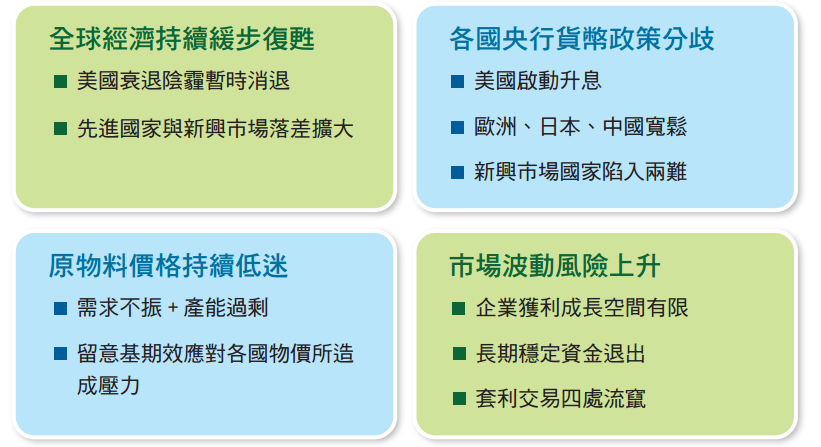 全球經濟持續緩步復甦
美國衰退陰霾暫時消退
先進國家與新興市場落差擴大
各國央行貨幣政策分歧
美國啟動升息
歐洲、日本、中國寬鬆
新興市場國家陷入兩難
原物料價格持續低迷
需求不振 + 產能過剩
留意基期效應對各國物價所造
成壓力
市場波動風險上升
企業獲利成長空間有限
長期穩定資金退出
套利交易四處流竄